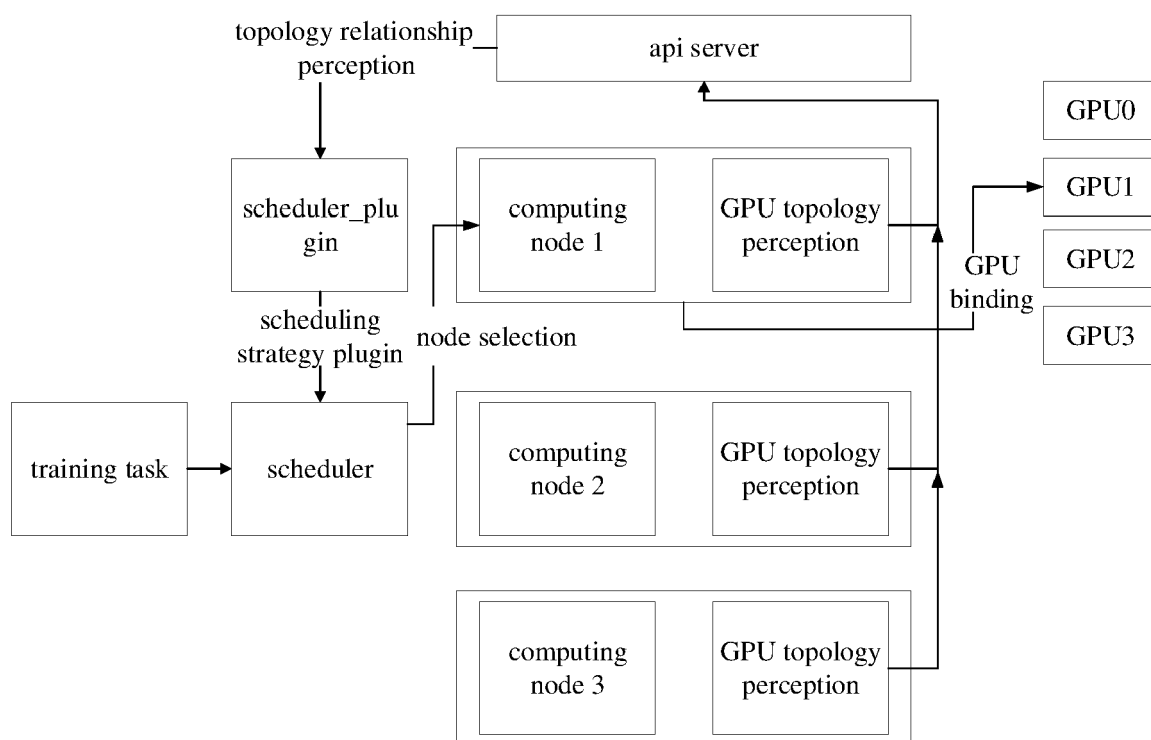 topology relationship
perception
api server
GPU0
scheduler_plu
gin
computing
node 1
GPU topology
perception
GPU1
GPU2
GPU
binding
scheduling
strategy plugin
node selection
GPU3
training task
scheduler
computing
node 2
GPU topology
perception
computing
node 3
GPU topology
perception